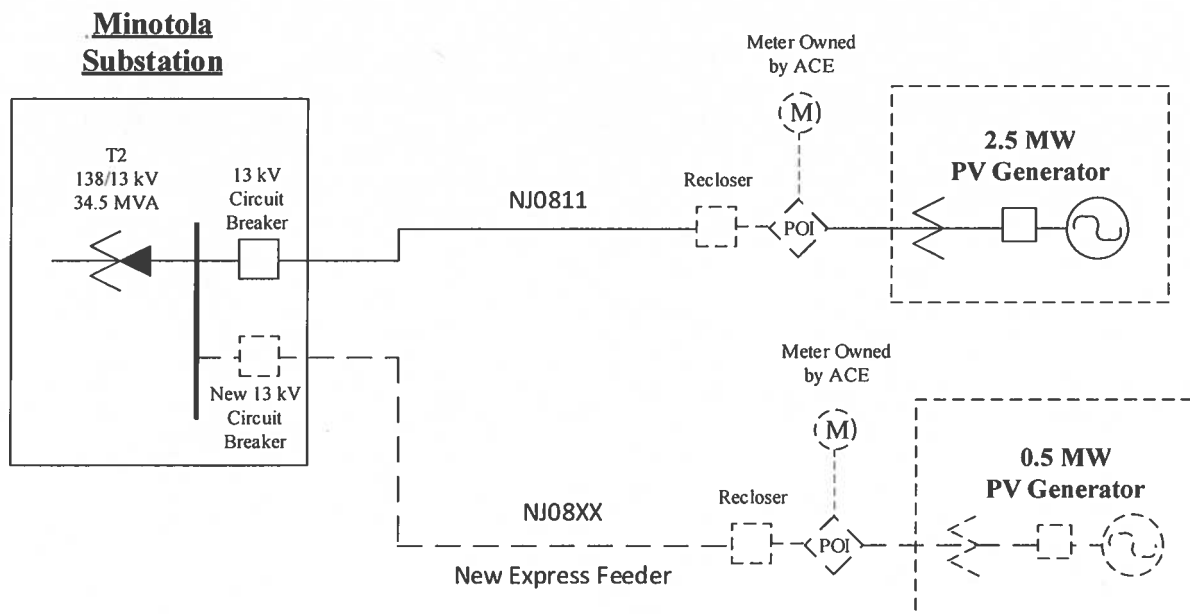 Minotola
Substation
T2
138/13 kV
34.5 MVA
13 kV
Circuit
Breaker
New 13 kV
Circuit
Breaker
NJ0811
Recloser
Meter Owned
by ACE
M
POI
2.5 MW
PV Generator
NJ08XX
New Express Feeder
Recloser
Meter Owned
by ACE
M
POI
0.5 MW
PV Generator